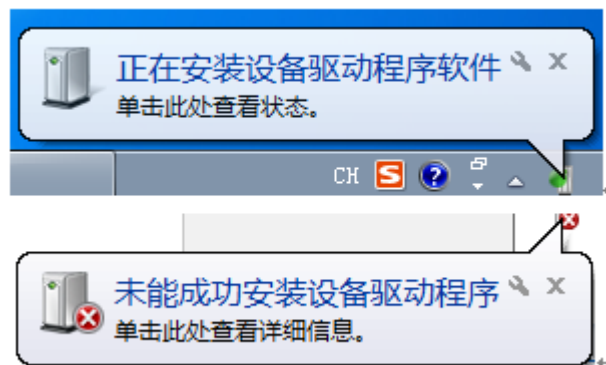 正在安装设备驱动程序软件
单击此处查看状态。
CH S ?
未能成功安装设备驱动程序
单击此处查看详细信息。